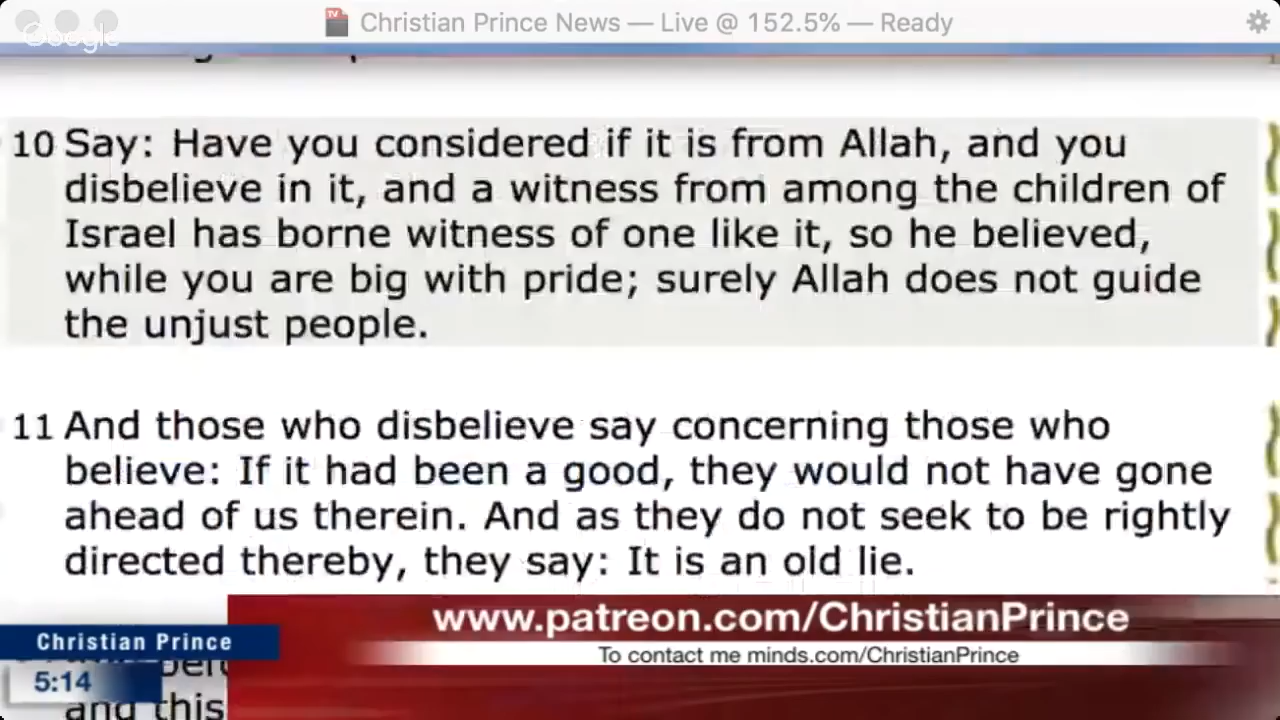 Christian Prince News — Live @ 152.5% — Ready
Google
10 Say: Have you considered if it is from Allah, and you
disbelieve in it, and a witness from among the children of
Israel has borne witness of one like it, so he believed,
while you are big with pride; surely Allah does not guide
the unjust people.
11 And those who disbelieve say concerning those who
believe: If it had been a good, they would not have gone
ahead of us therein. And as they do not seek to be rightly
directed thereby, they say: It is an old lie.
www.patreon.com/ChristianPrince
Christian Prince
To contact me minds.com/ChristianPrince
5:14
and this